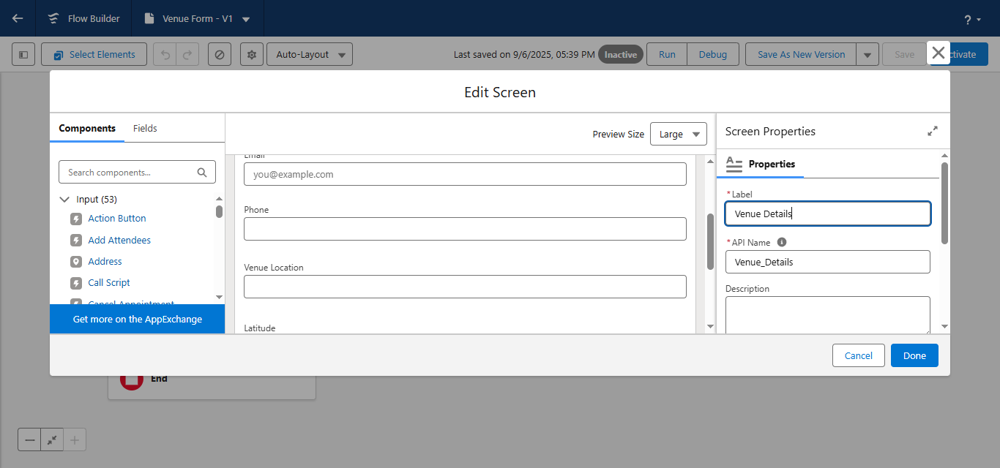 Flow Builder
Venue Form - V1
?
Select Elements
Auto-Layout
Last saved on 9/6/2025, 05:39 PM
Inactive
Run
Debug
Save As New Version
Save
ctivate
Edit Screen
Components
Fields
Preview Size
Large
Screen Properties
Search components...
Input (53)
Action Button
Add Attendees
Address
Call Script
Cancel Appointment
Get more on the AppExchange
Email
you@example.com
Phone
Venue Location
Latitude
Properties
*Label
Venue Details
*API Name
Venue_Details
Description
Cancel
Done
End